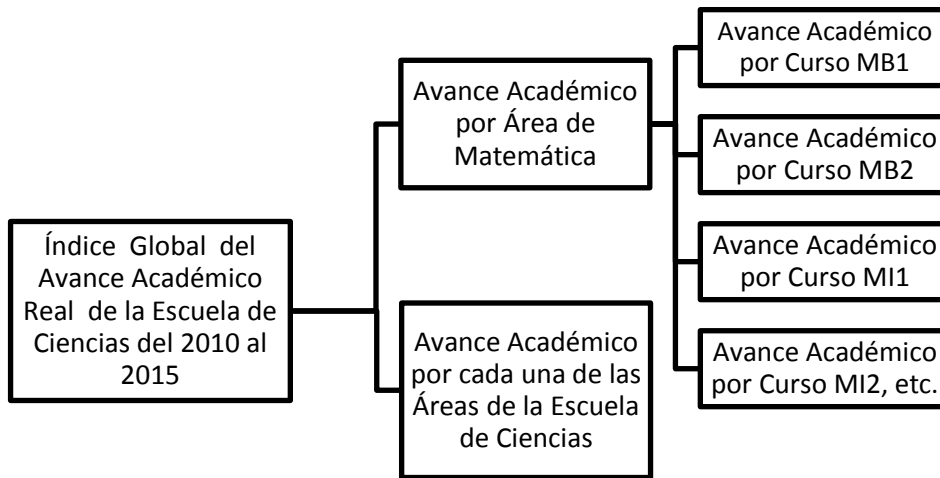 Índice Global del
Avance Académico
Real de la Escuela de
Ciencias del 2010 al
2015
Avance Académico
por Área de
Matemática
Avance Académico
por cada una de las
Áreas de la Escuela
de Ciencias
Avance Académico
por Curso MB1
Avance Académico
por Curso MB2
Avance Académico
por Curso MI1
Avance Académico
por Curso MI2, etc.